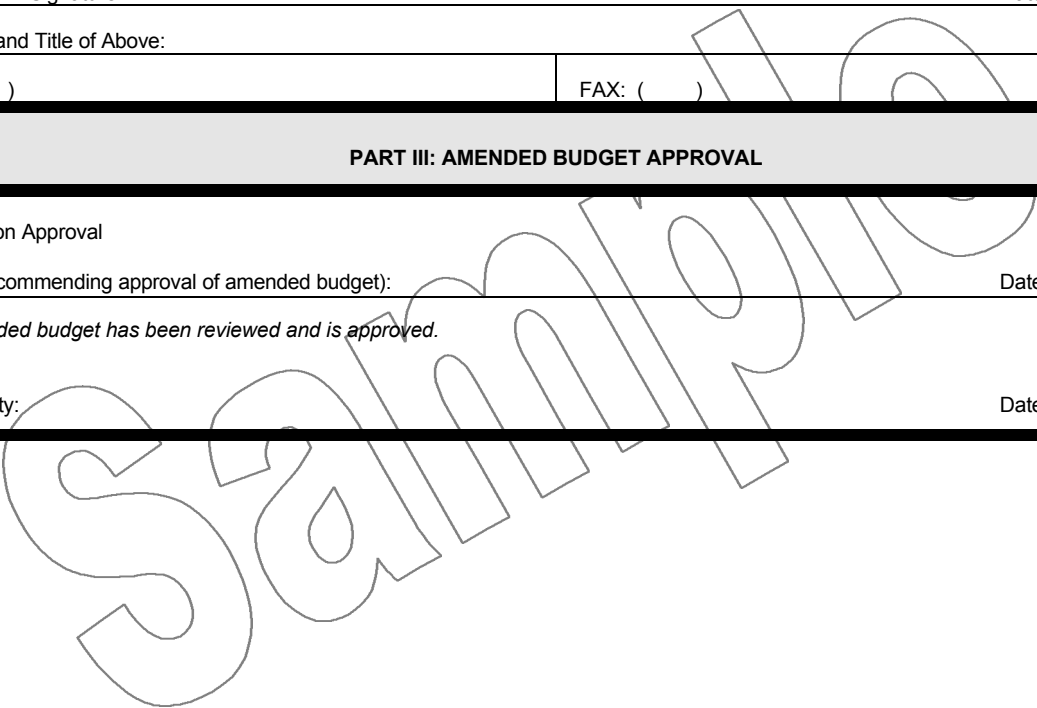 and Title of Above:
) FAX: ( )
PART III: AMENDED BUDGET APPROVAL
on Approval
commending approval of amended budget): Date
ded budget has been reviewed and is approved.
ty: Date
Sample